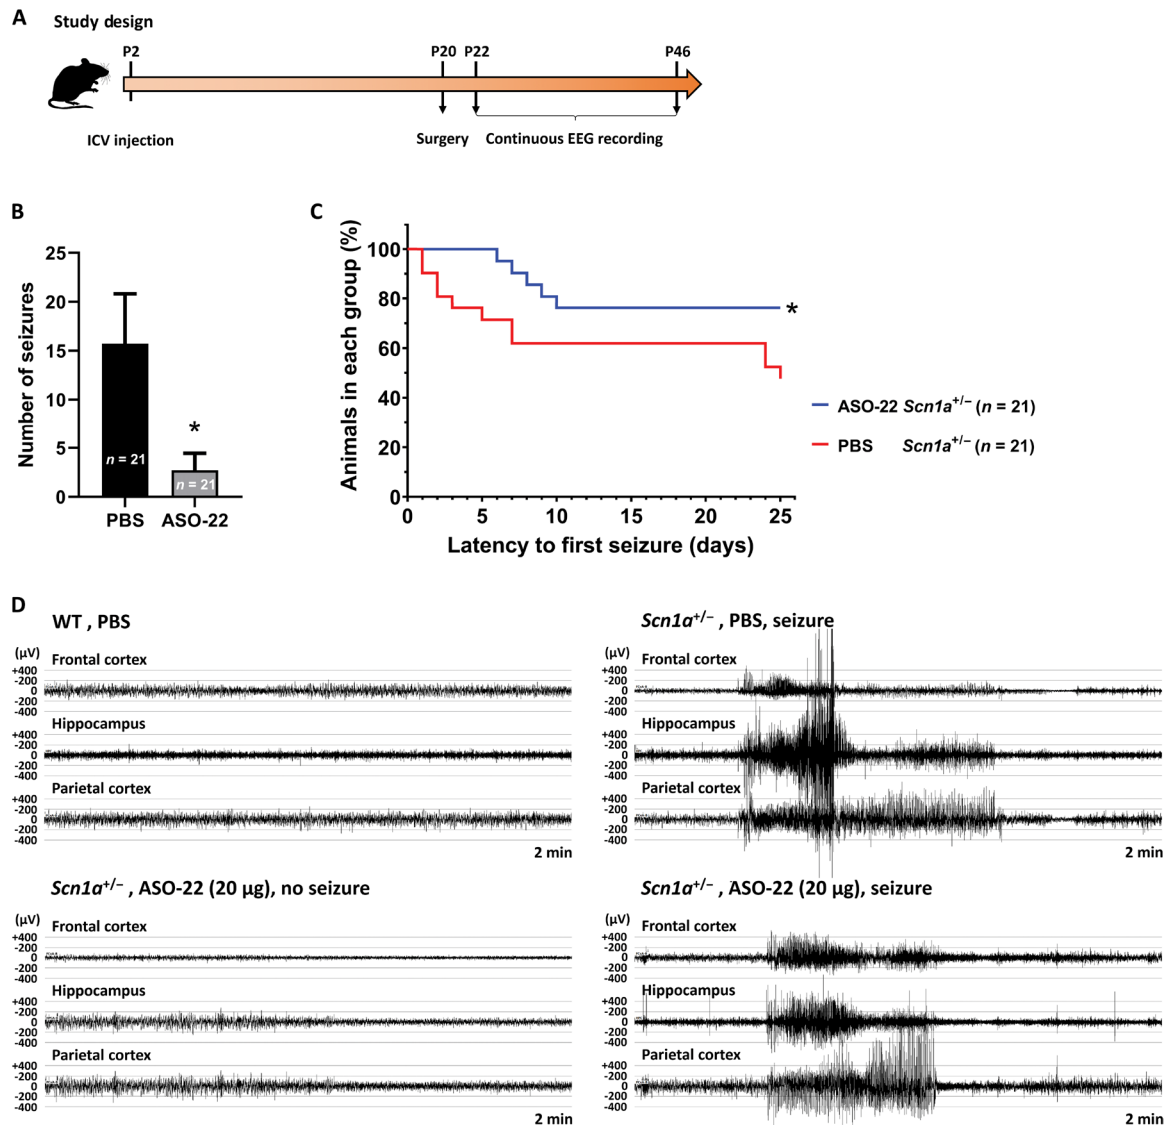 A
Study design
P2
P20 P22
P46
ICV injection
Surgery
Continuous EEG recording
B
Number of seizures
25
20
15
10
5
0
n = 21
*
n = 21
PBS
ASO-22
C
Animals in each group (%)
100
80
60
40
20
0
*
0 5 10 15 20 25
Latency to first seizure (days)
ASO-22 Scn1a+/– (n = 21)
PBS Scn1a+/– (n = 21)
D
WT , PBS
(µV)
Frontal cortex
+400
-200
0
-200
-400
Hippocampus
+400
-200
0
-200
-400
Parietal cortex
+400
-200
0
-200
-400
2 min
Scn1a+/– , PBS, seizure
(µV)
Frontal cortex
+400
-200
0
-200
-400
Hippocampus
+400
-200
0
-200
-400
Parietal cortex
+400
-200
0
-200
-400
2 min
Scn1a+/– , ASO-22 (20 µg), no seizure
(µV)
Frontal cortex
+400
-200
0
-200
-400
Hippocampus
+400
-200
0
-200
-400
Parietal cortex
+400
-200
0
-200
-400
2 min
Scn1a+/– , ASO-22 (20 µg), seizure
(µV)
Frontal cortex
+400
-200
0
-200
-400
Hippocampus
+400
-200
0
-200
-400
Parietal cortex
+400
-200
0
-200
-400
2 min